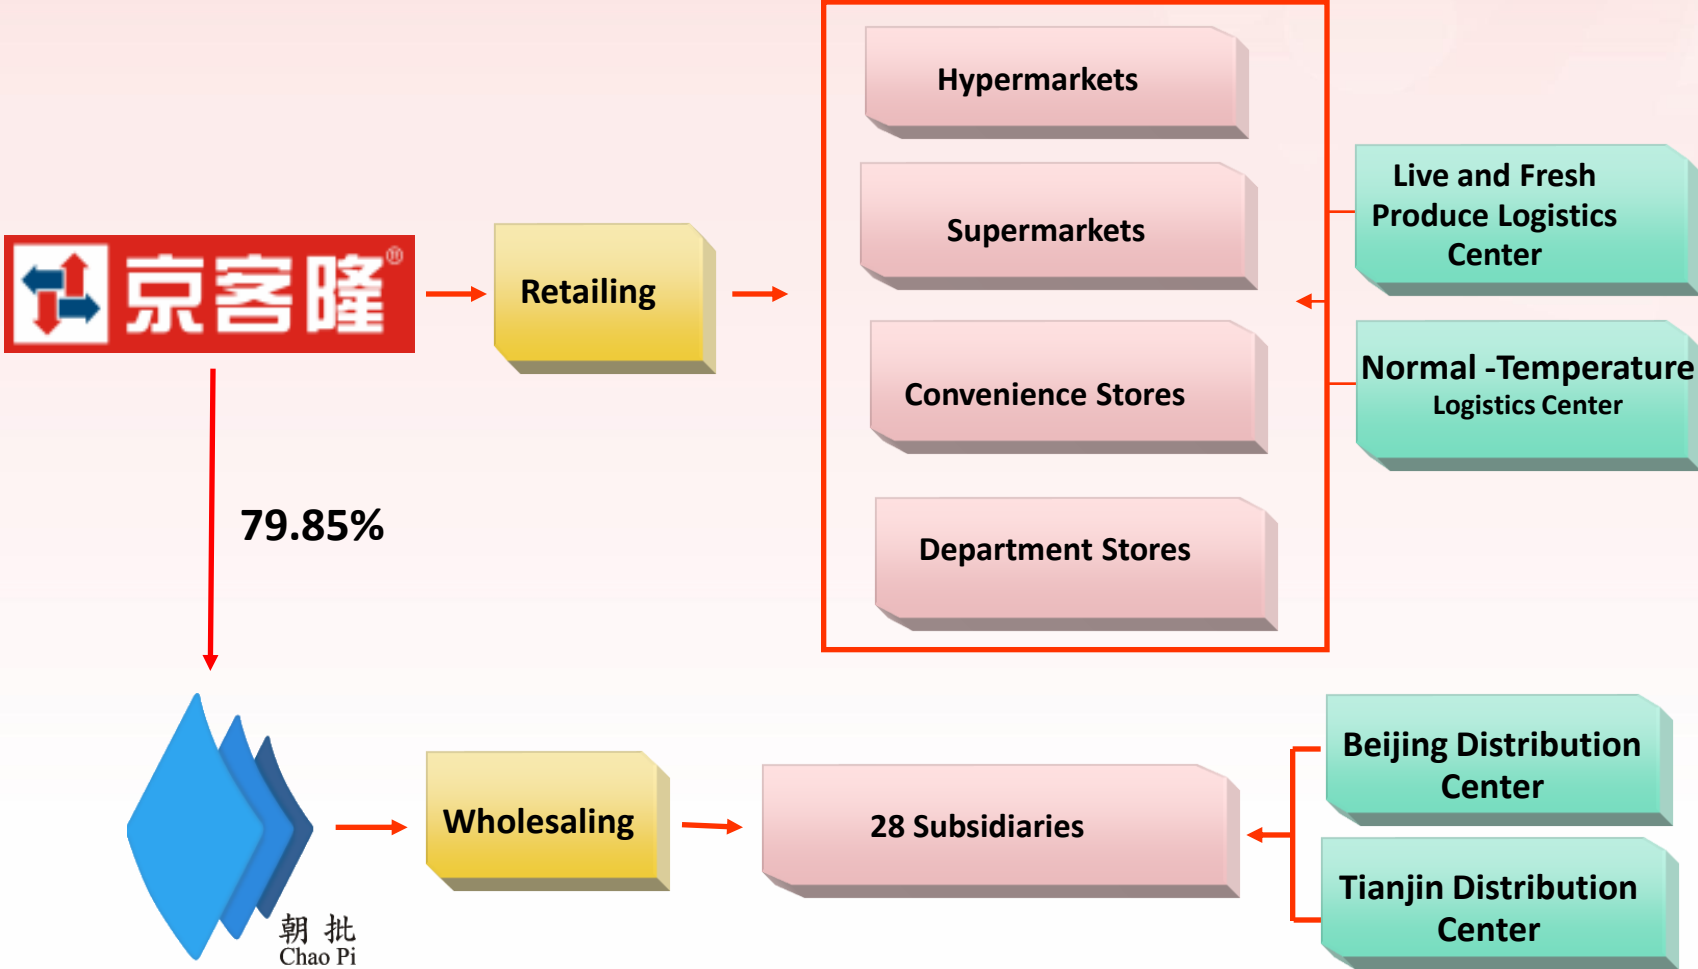 Hypermarkets
Supermarkets
Convenience Stores
Department Stores
Live and Fresh
Produce Logistics
Center
Normal -Temperature
Logistics Center
京客隆®
Retailing
79.85%
朝批
Chao Pi
Wholesaling
28 Subsidiaries
Beijing Distribution
Center
Tianjin Distribution
Center